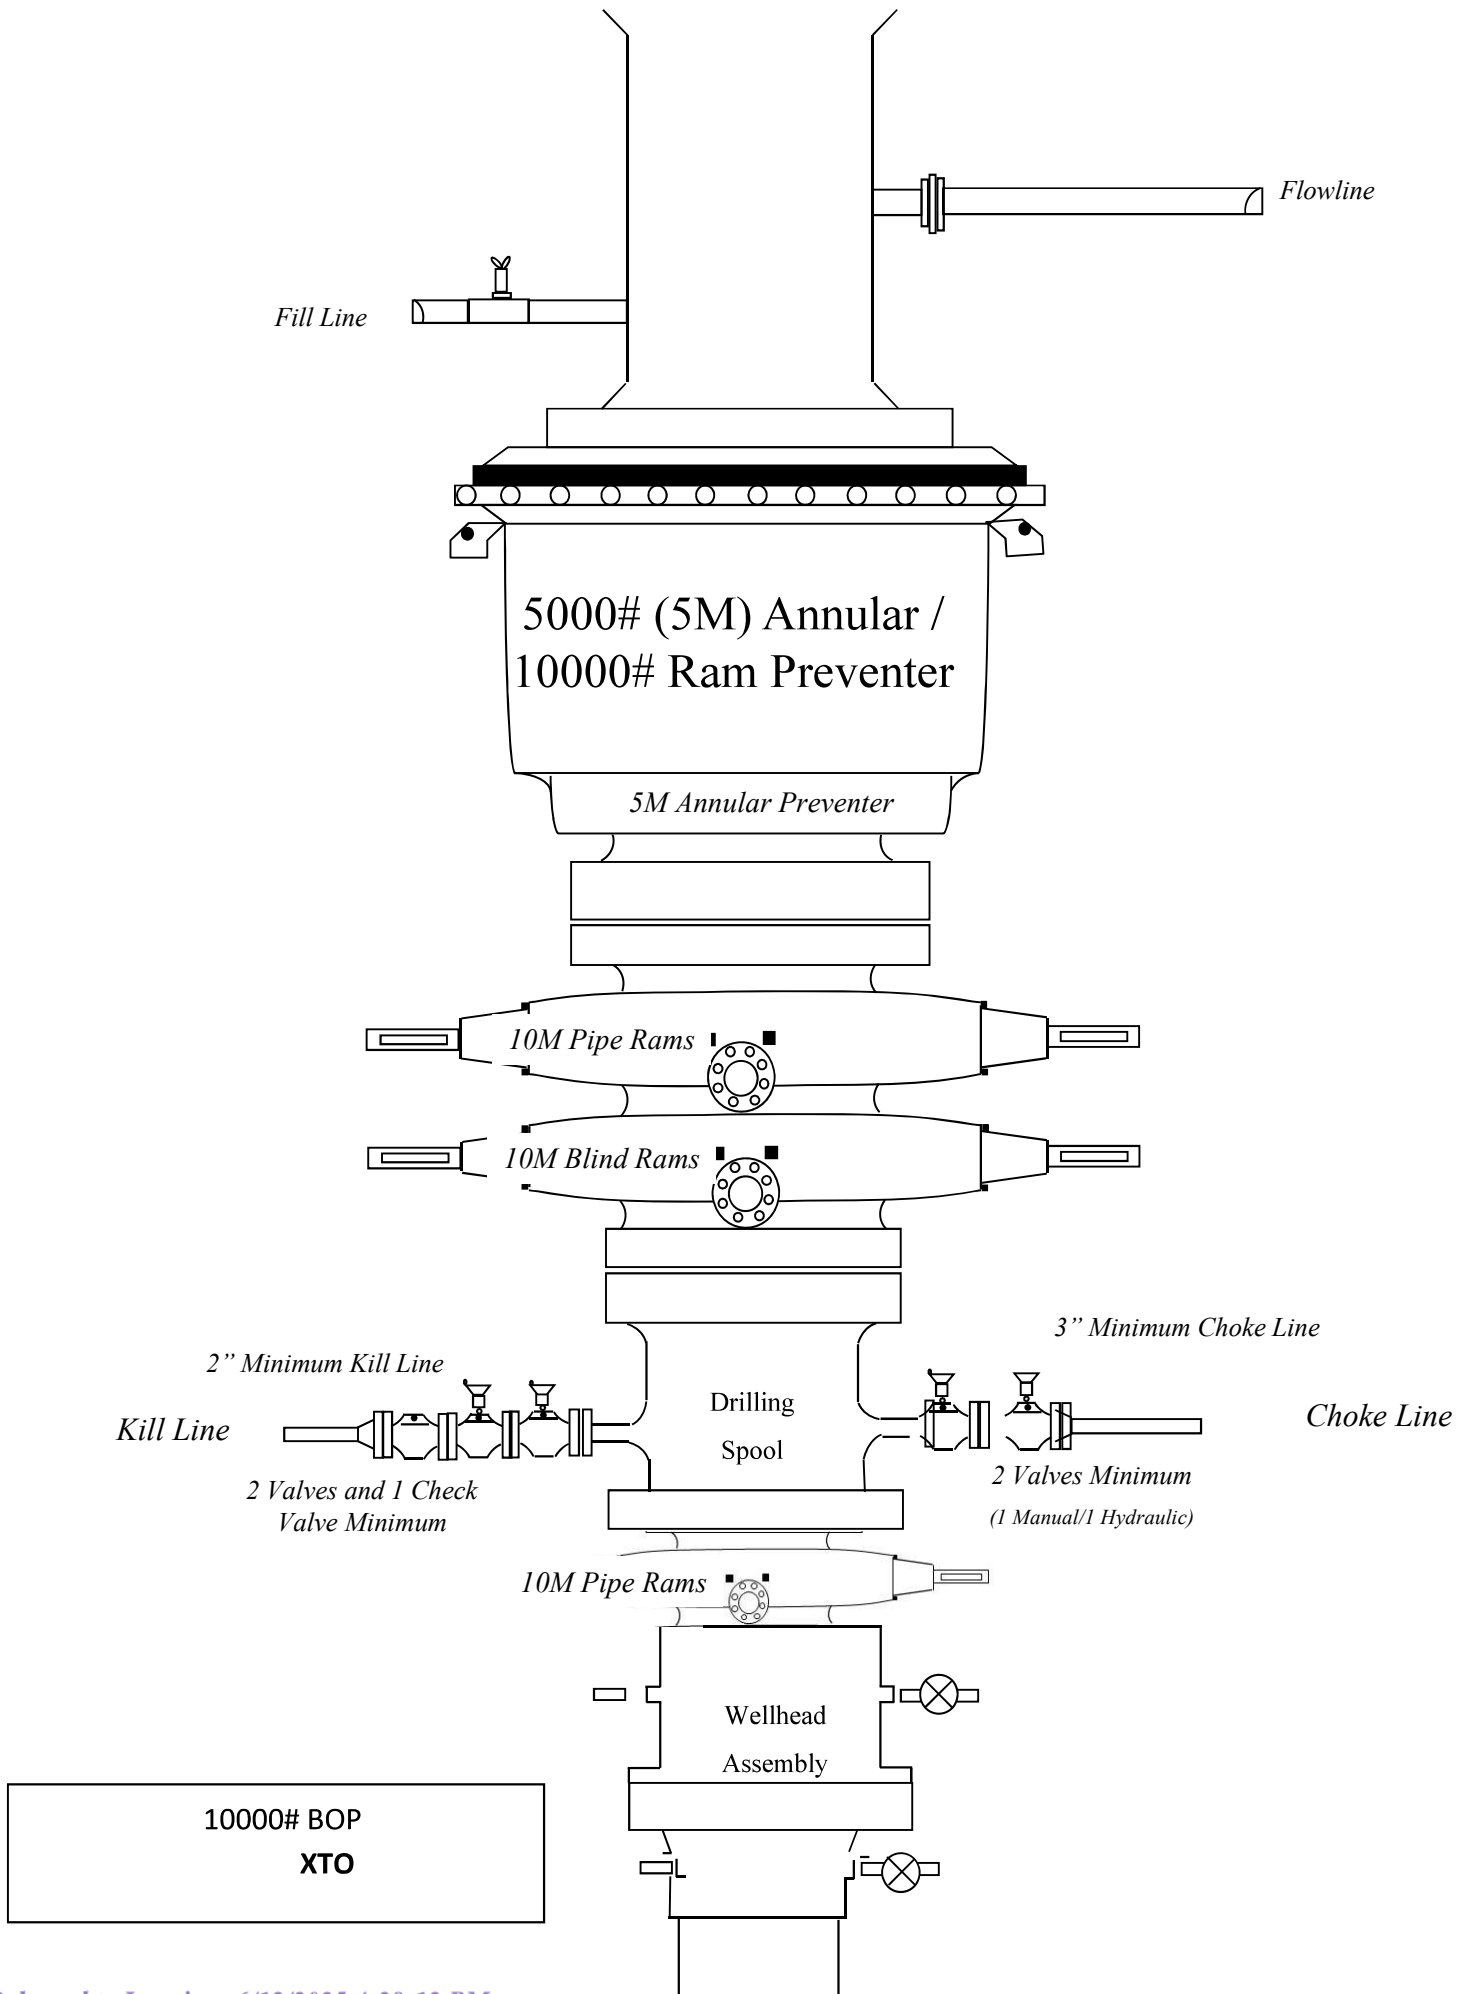 Flowline
Fill Line
5000# (5M) Annular /
10000# Ram Preventer
5M Annular Preventer
10M Pipe Rams
10M Blind Rams
3” Minimum Choke Line
2” Minimum Kill Line
Drilling
Spool
Kill Line
Choke Line
2 Valves and 1 Check
Valve Minimum
2 Valves Minimum
(1 Manual/1 Hydraulic)
10M Pipe Rams
Wellhead
Assembly
10000# BOP
XTO